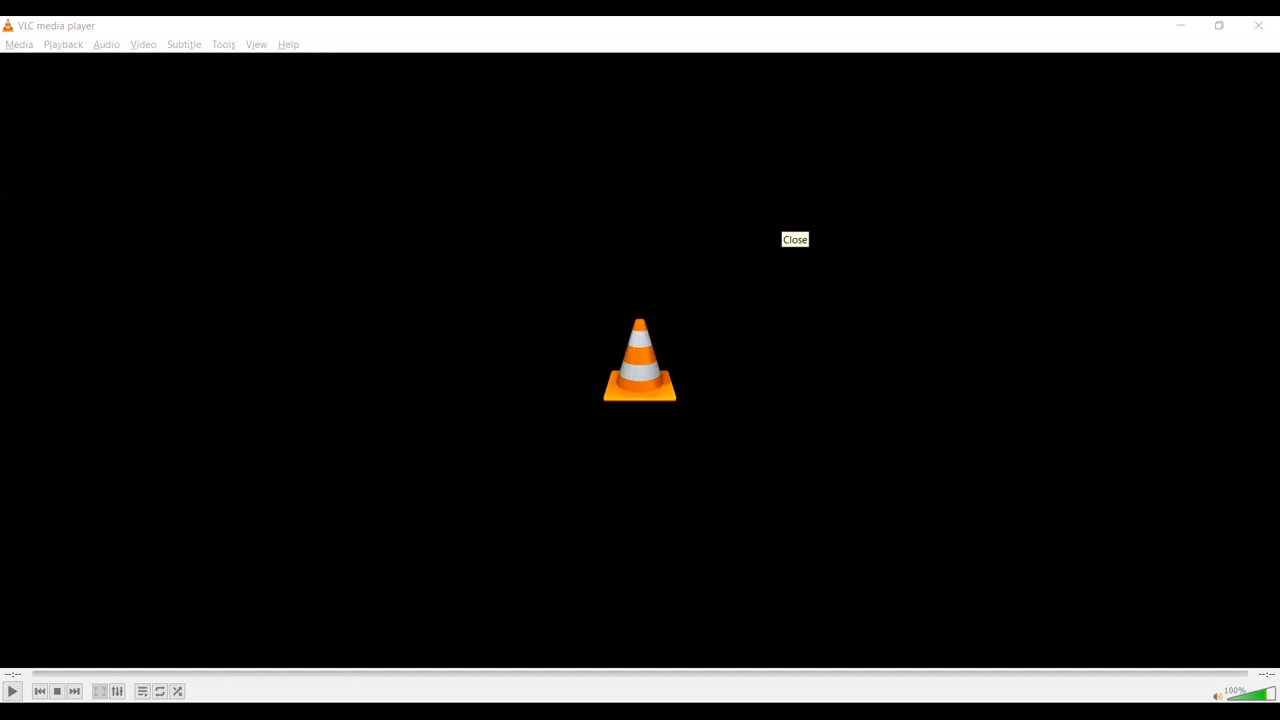 VLC media player
Media Playback Audio Video Subtitle Tools View Help
Close
--:-- --:--
100%